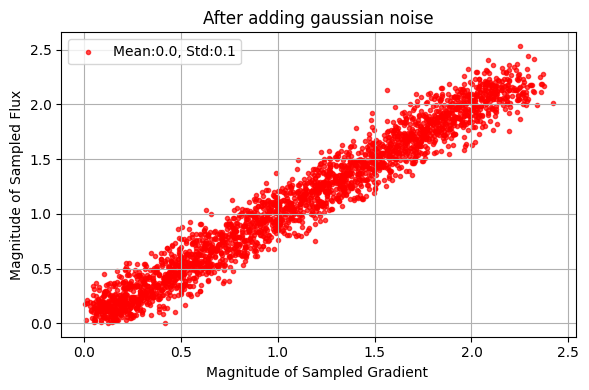 After adding gaussian noise
Mean:0.0, Std:0.1
Magnitude of Sampled Flux
2.5
2.0
1.5
1.0
0.5
0.0
0.0 0.5 1.0 1.5 2.0 2.5
Magnitude of Sampled Gradient